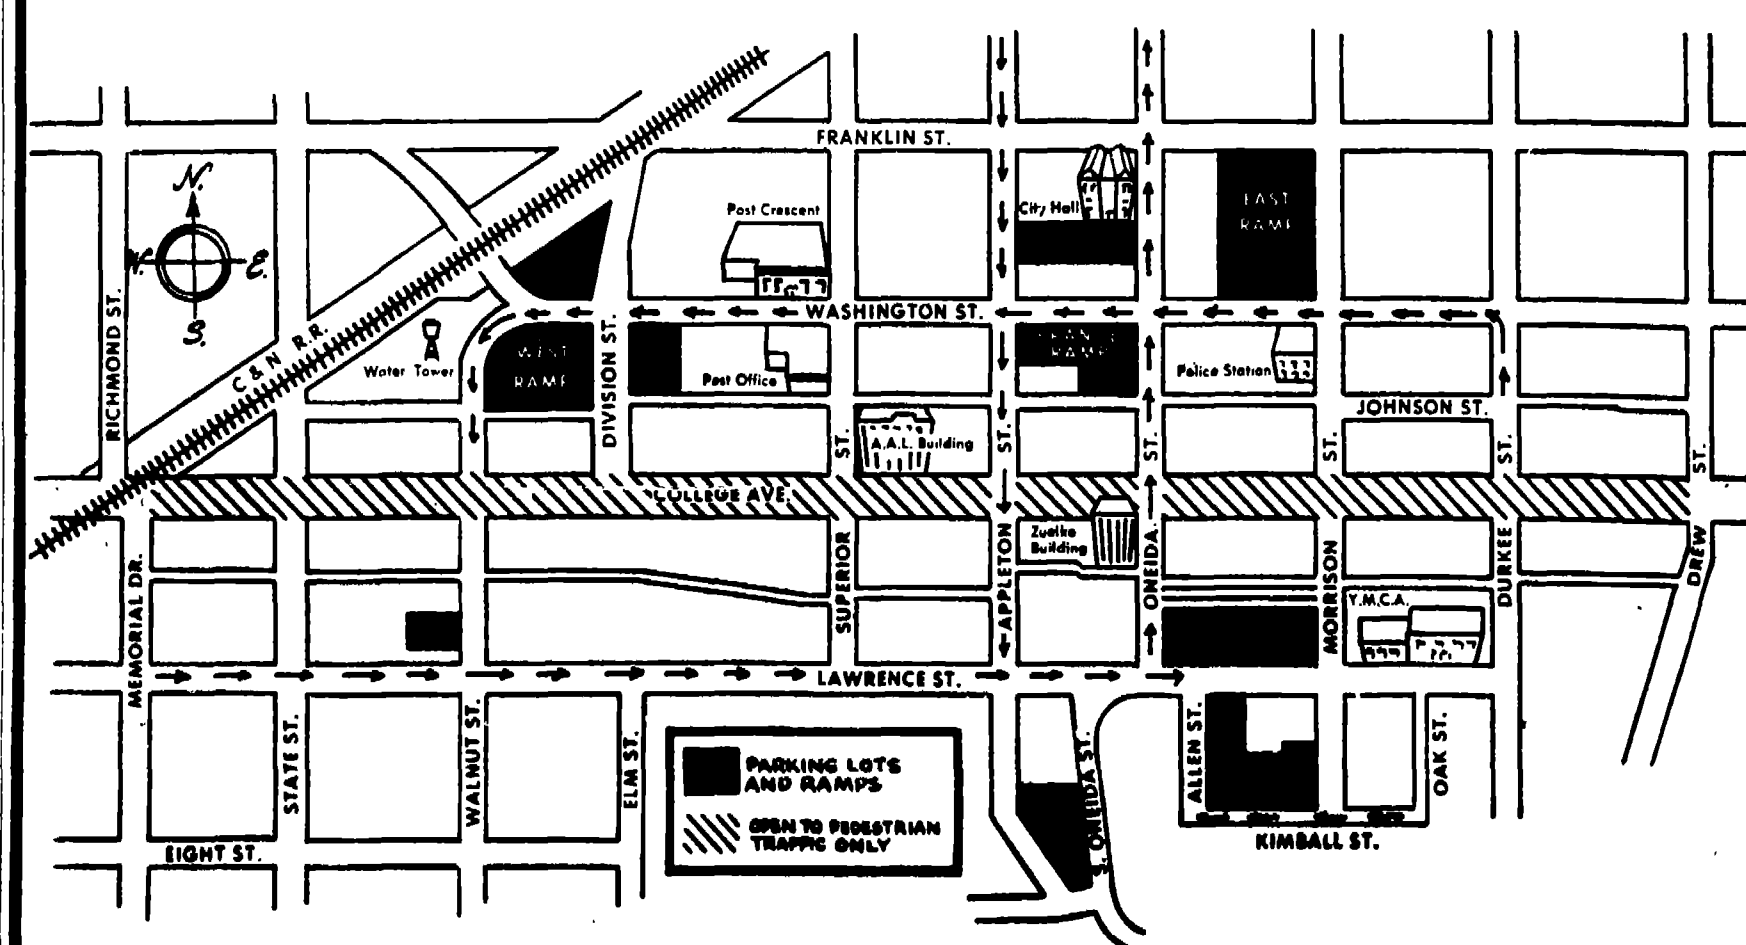 FRANKLIN ST.
N.
W.
E.
S.
Post Crescent
City Hall
EAST
RAMP
RICHMOND ST.
C & N R.R.
WASHINGTON ST.
Water Tower
WEST
RAMP
DIVISION ST.
Post Office
RAMP
Police Station
JOHNSON ST.
A.A.L. Building
ST.
ST.
ST.
ST.
ST.
ST.
COLLEGE AVE.
Zuelke
Building
MEMORIAL DR.
SUPERIOR
APPLETON
ONEIDA
MORRISON
DURKEE
DREW
Y.M.C.A.
LAWRENCE ST.
STATE ST.
WALNUT ST.
ELM ST.
S. ONEIDA ST.
ALLEN ST.
OAK ST.
PARKING LOTS
AND RAMPS
OPEN TO PEDESTRIAN
TRAFFIC ONLY
EIGHT ST.
KIMBALL ST.